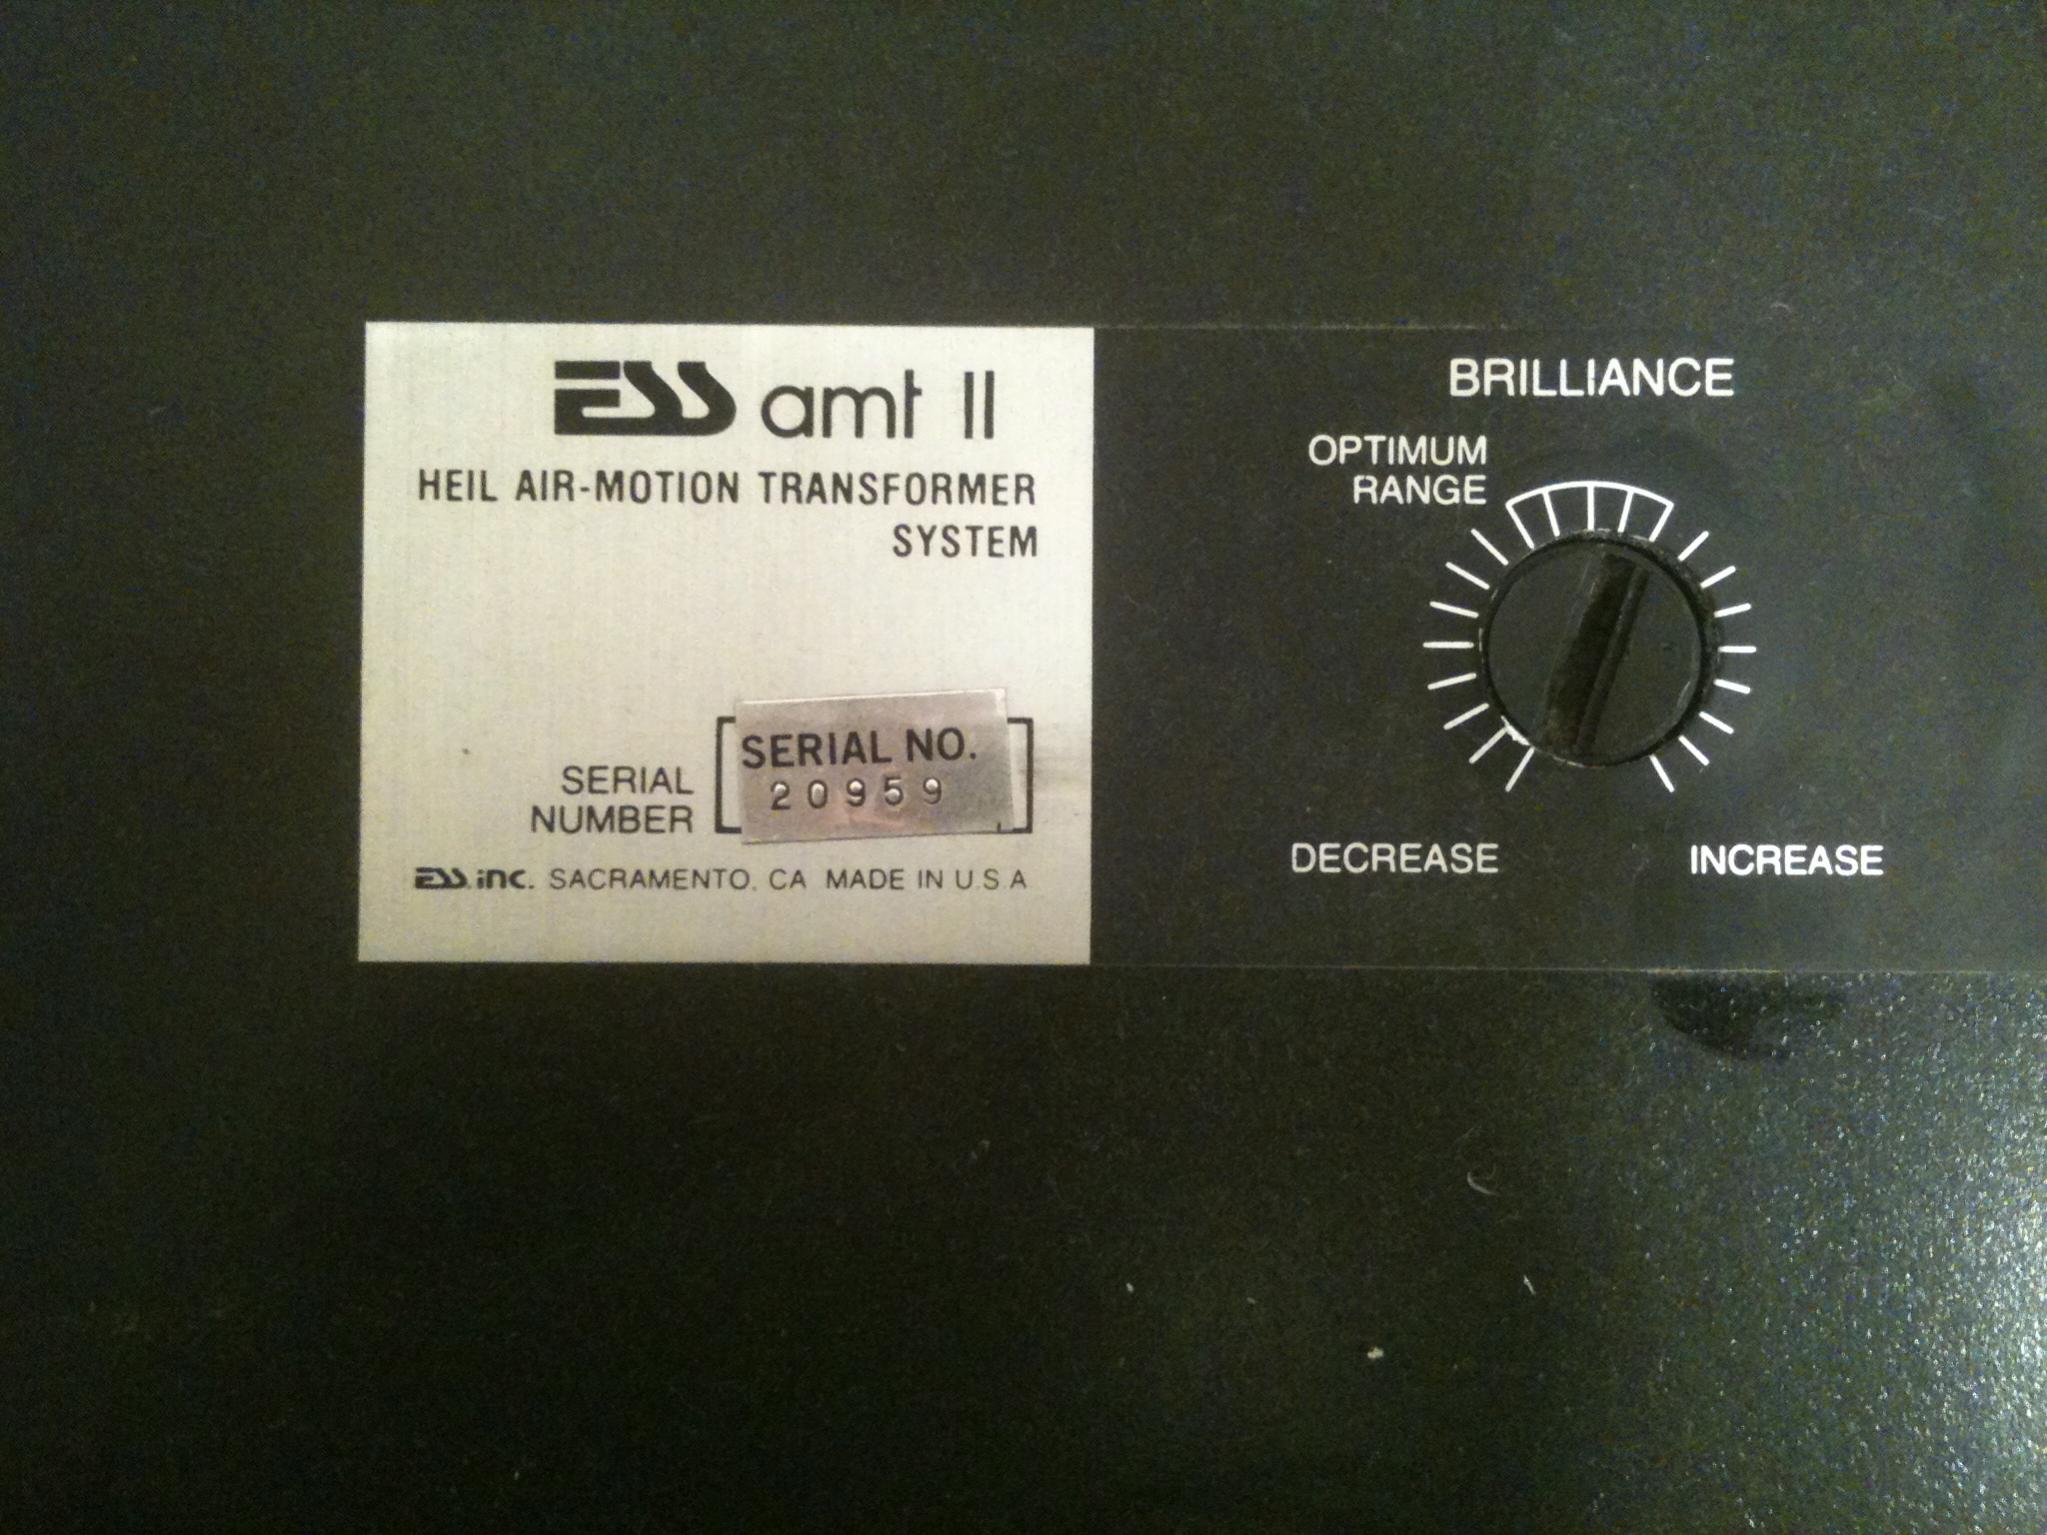 ESS amt II
HEIL AIR-MOTION TRANSFORMER
SYSTEM
SERIAL
NUMBER
SERIAL NO.
20959
ESS inc. SACRAMENTO, CA MADE IN U.S.A
BRILLIANCE
OPTIMUM
RANGE
DECREASE
INCREASE